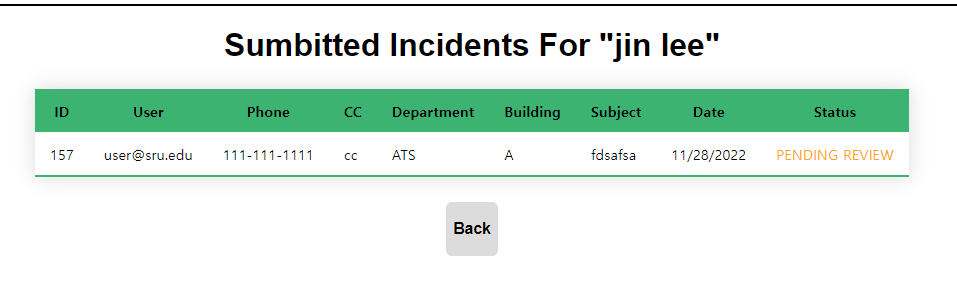 Sumbitted Incidents For "jin lee"
ID User Phone CC Department Building Subject Date Status
157 user@sru.edu 111-111-1111 cc ATS A fdsafsa 11/28/2022 PENDING REVIEW
Back